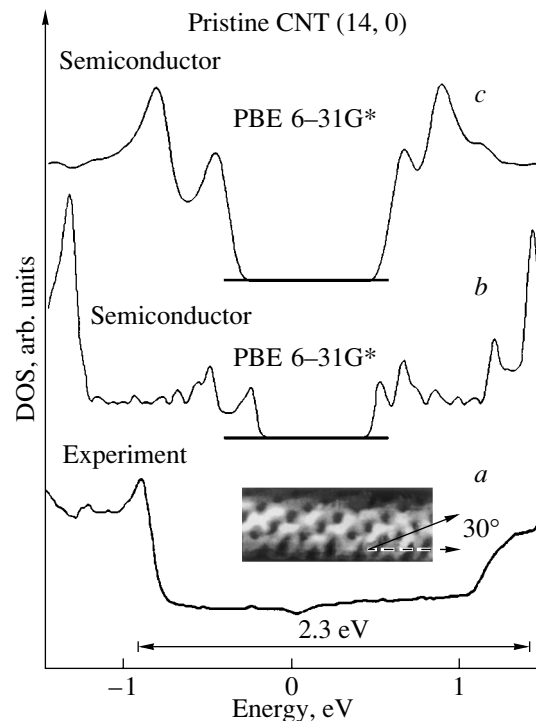 Pristine CNT (14, 0)
Semiconductor
c
PBE 6–31G*
b
Semiconductor
PBE 6–31G*
Experiment
a
30°
2.3 eV
–1
0
1
Energy, eV
DOS, arb. units